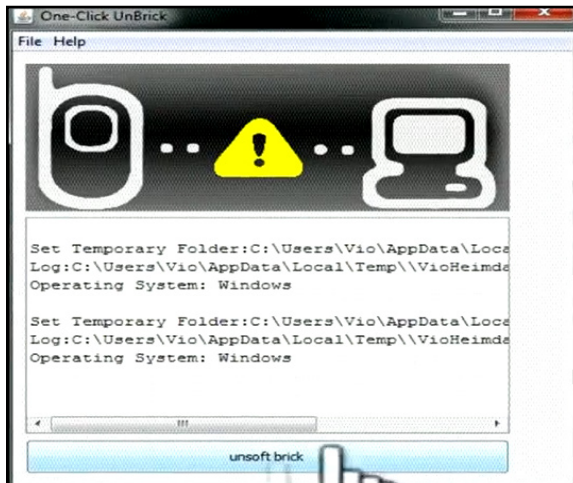 One-Click UnBrick
File Help
Set Temporary Folder:C:\Users\Vio\AppData\Loca
Log:C:\Users\Vio\AppData\Local\Temp\\VioHeimda
Operating System: Windows
Set Temporary Folder:C:\Users\Vio\AppData\Loca
Log:C:\Users\Vio\AppData\Local\Temp\\VioHeimda
Operating System: Windows
unsoft brick